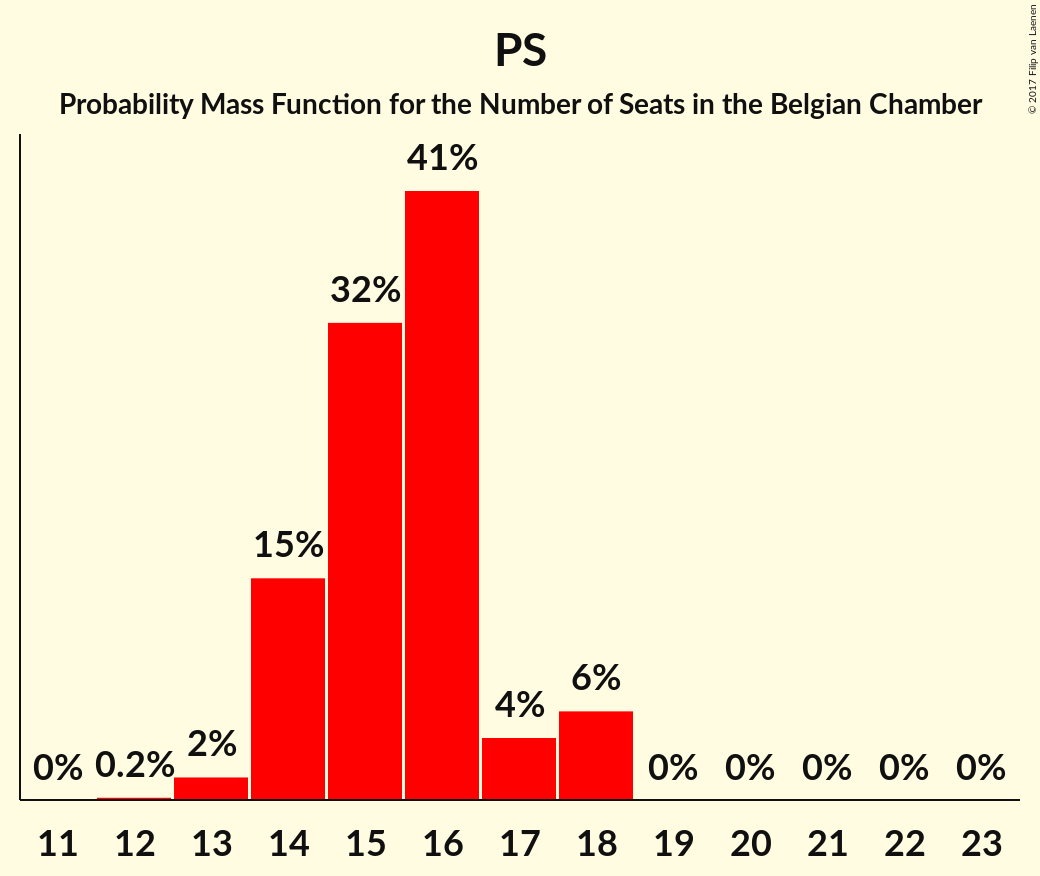 PS
Probability Mass Function for the Number of Seats in the Belgian Chamber
© 2017 Filip van Laenen
0% 0.2% 2% 15% 32% 41% 4% 6% 0% 0% 0% 0% 0%
11 12 13 14 15 16 17 18 19 20 21 22 23